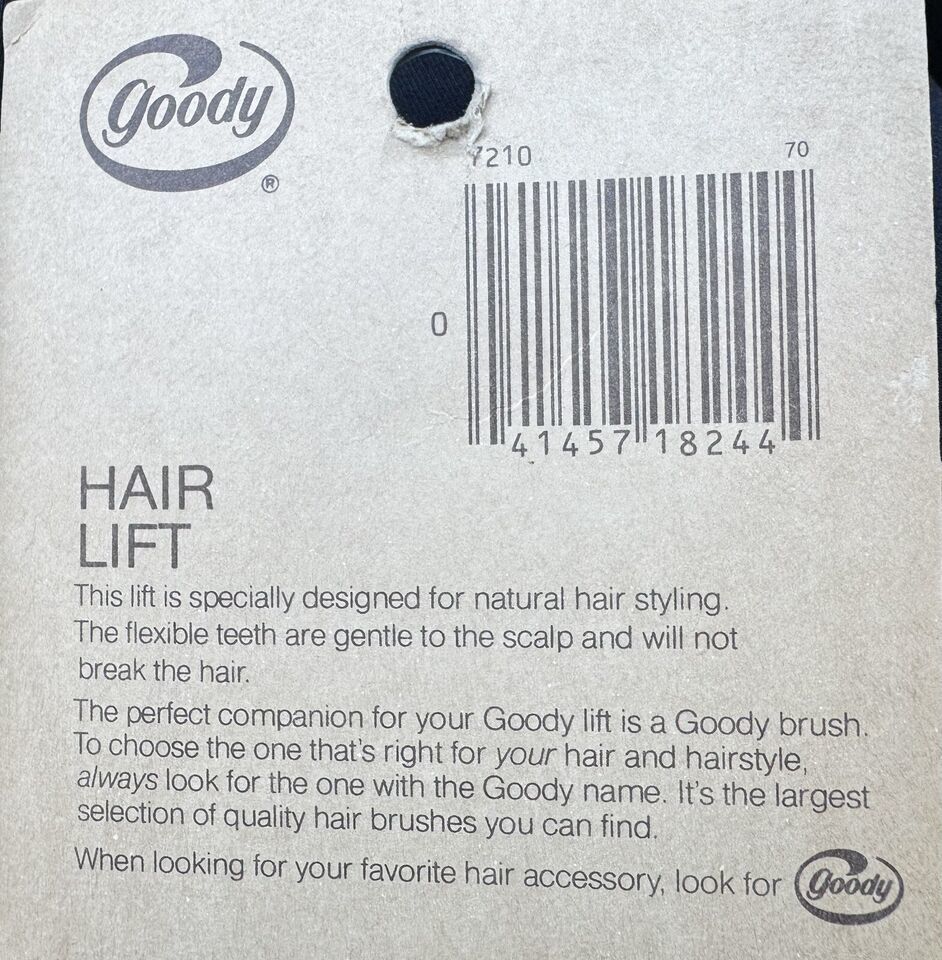 goody
®
7210 70
0
41457 18244
HAIR
LIFT
This lift is specially designed for natural hair styling.
The flexible teeth are gentle to the scalp and will not
break the hair.
The perfect companion for your Goody lift is a Goody brush.
To choose the one that's right for your hair and hairstyle,
always look for the one with the Goody name. It's the largest
selection of quality hair brushes you can find.
When looking for your favorite hair accessory, look for goody